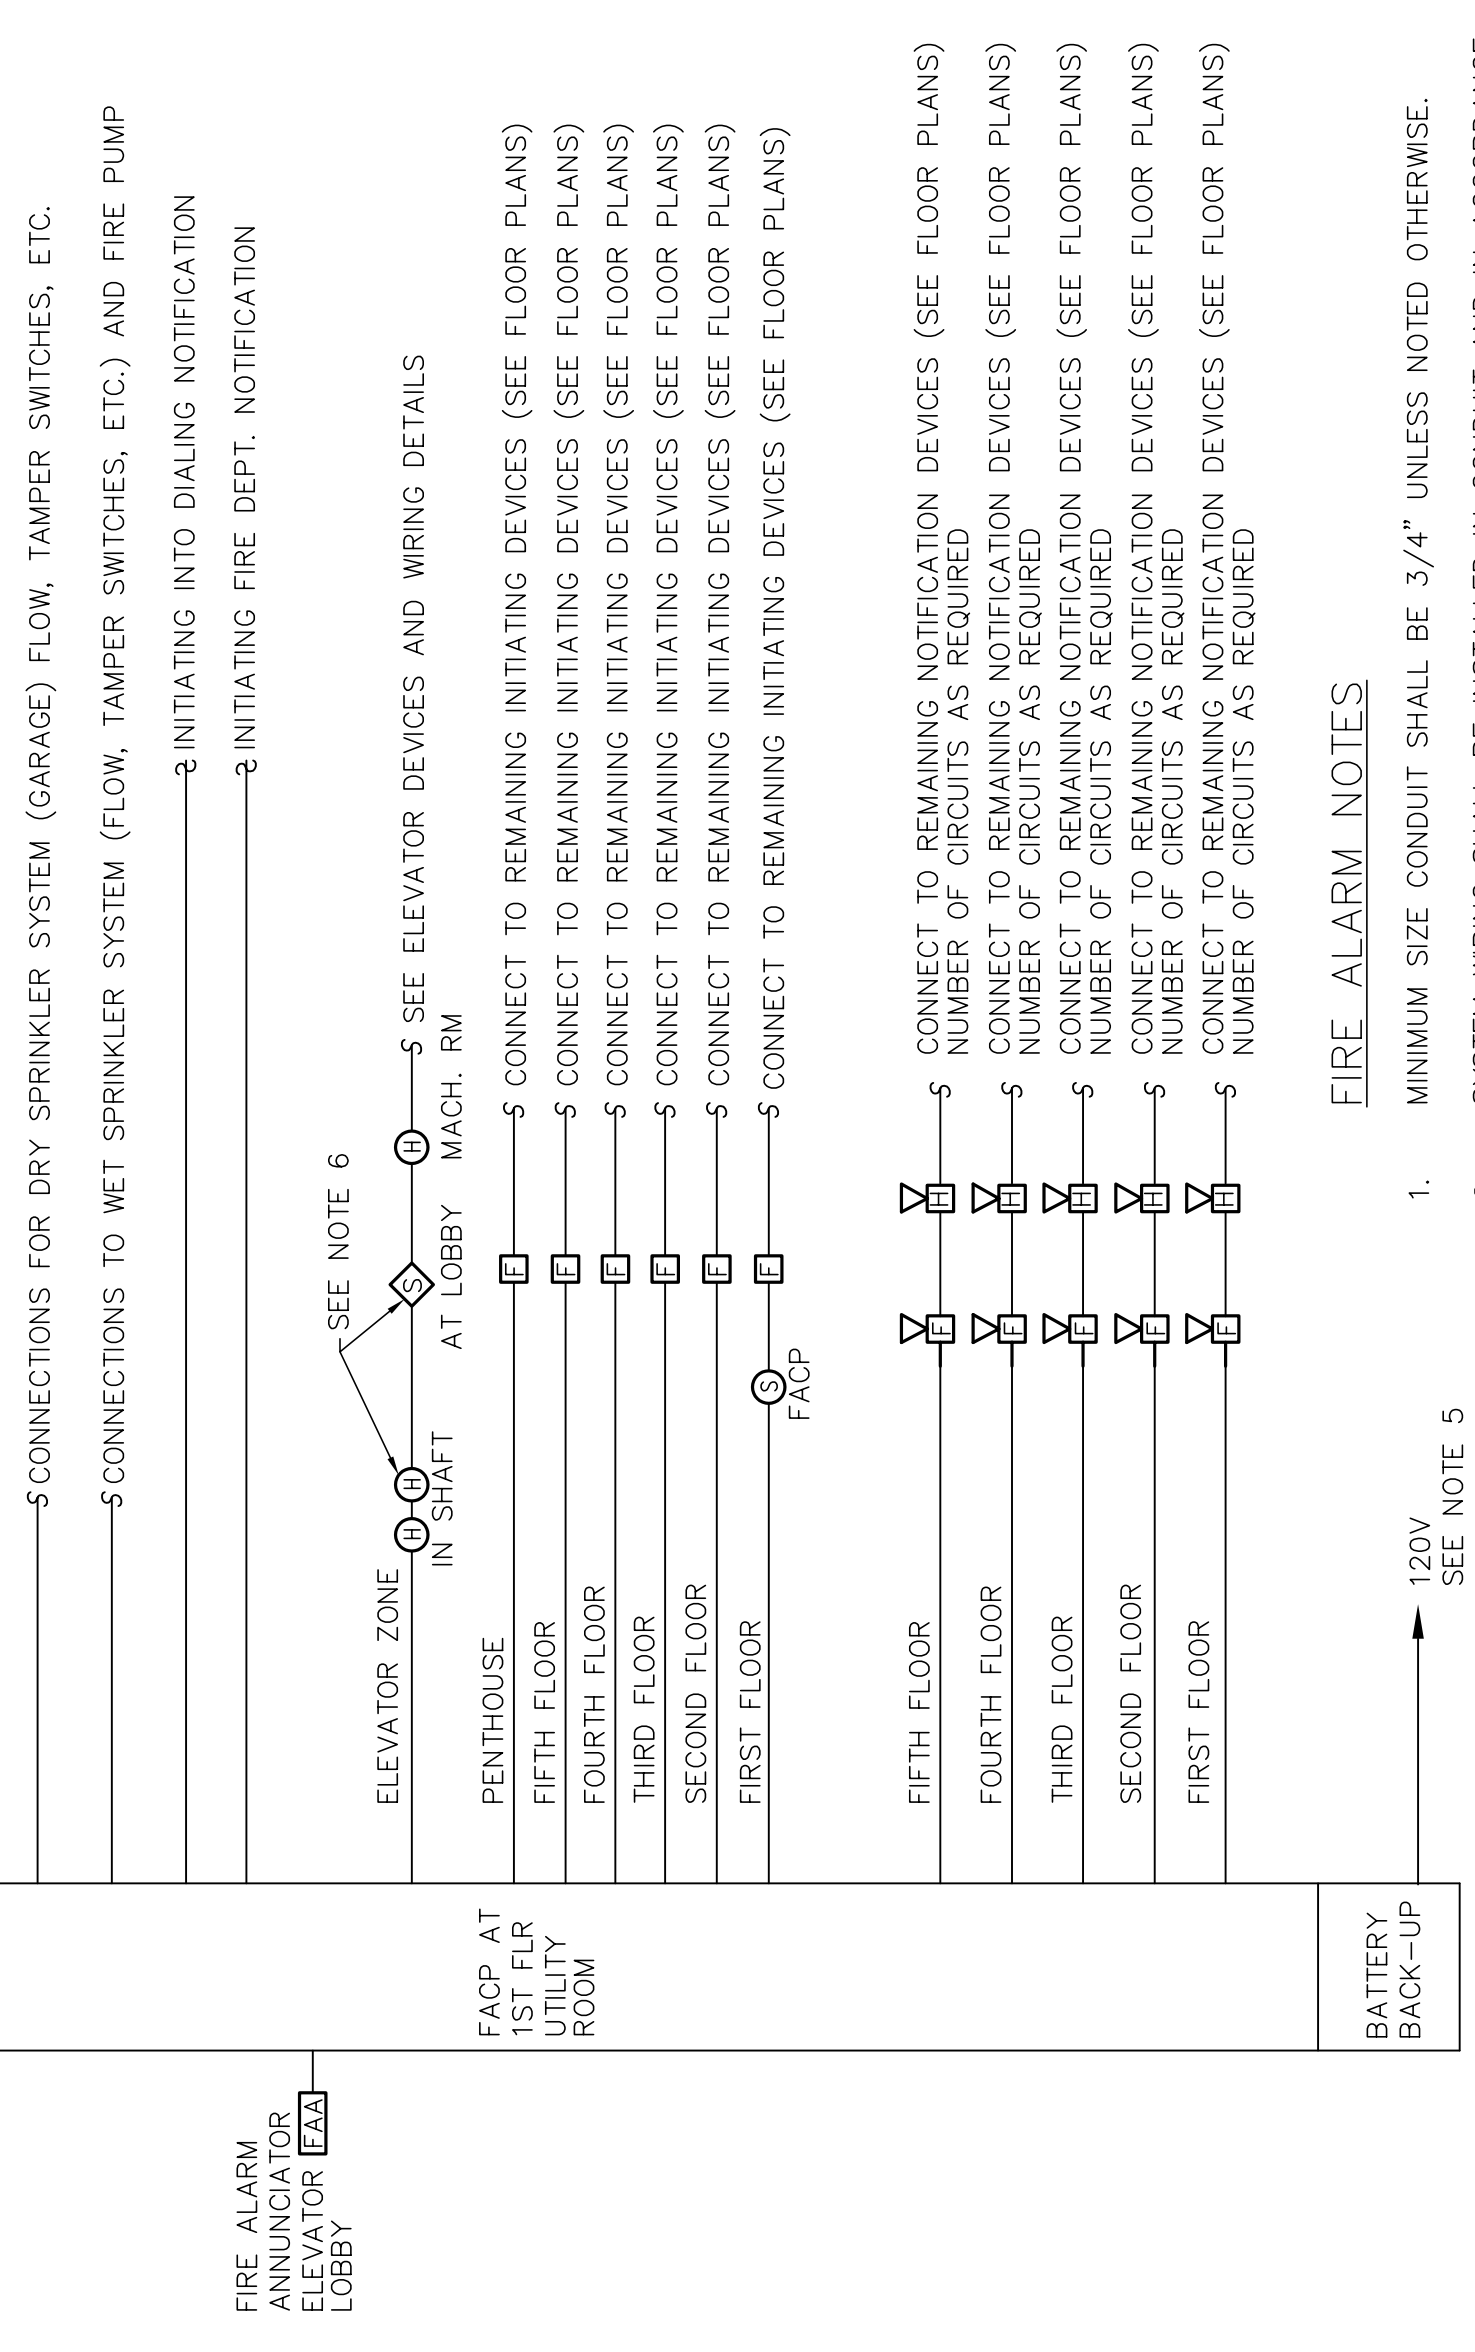 CONNECTIONS FOR DRY SPRINKLER SYSTEM (GARAGE) FLOW, TAMPER SWITCHES, ETC.
CONNECTIONS TO WET SPRINKLER SYSTEM (FLOW, TAMPER SWITCHES, ETC.) AND FIRE PUMP
INITIATING INTO DIALING NOTIFICATION
INITIATING FIRE DEPT. NOTIFICATION
FIRE ALARM
ANNUNCIATOR
ELEVATOR
LOBBY
FAA
SEE NOTE 6
ELEVATOR ZONE
H
H
S
H
SEE ELEVATOR DEVICES AND WIRING DETAILS
IN SHAFT
AT LOBBY
MACH. RM
FACP AT
1ST FLR
UTILITY
ROOM
PENTHOUSE
F
CONNECT TO REMAINING INITIATING DEVICES (SEE FLOOR PLANS)
FIFTH FLOOR
F
CONNECT TO REMAINING INITIATING DEVICES (SEE FLOOR PLANS)
FOURTH FLOOR
F
CONNECT TO REMAINING INITIATING DEVICES (SEE FLOOR PLANS)
THIRD FLOOR
F
CONNECT TO REMAINING INITIATING DEVICES (SEE FLOOR PLANS)
SECOND FLOOR
F
CONNECT TO REMAINING INITIATING DEVICES (SEE FLOOR PLANS)
FIRST FLOOR
S
FACP
F
CONNECT TO REMAINING INITIATING DEVICES (SEE FLOOR PLANS)
FIFTH FLOOR
F
H
CONNECT TO REMAINING NOTIFICATION DEVICES (SEE FLOOR PLANS)
NUMBER OF CIRCUITS AS REQUIRED
FOURTH FLOOR
F
H
CONNECT TO REMAINING NOTIFICATION DEVICES (SEE FLOOR PLANS)
NUMBER OF CIRCUITS AS REQUIRED
THIRD FLOOR
F
H
CONNECT TO REMAINING NOTIFICATION DEVICES (SEE FLOOR PLANS)
NUMBER OF CIRCUITS AS REQUIRED
SECOND FLOOR
F
H
CONNECT TO REMAINING NOTIFICATION DEVICES (SEE FLOOR PLANS)
NUMBER OF CIRCUITS AS REQUIRED
FIRST FLOOR
F
H
CONNECT TO REMAINING NOTIFICATION DEVICES (SEE FLOOR PLANS)
NUMBER OF CIRCUITS AS REQUIRED
BATTERY
BACK-UP
120V
SEE NOTE 5
FIRE ALARM NOTES
1. MINIMUM SIZE CONDUIT SHALL BE 3/4" UNLESS NOTED OTHERWISE.